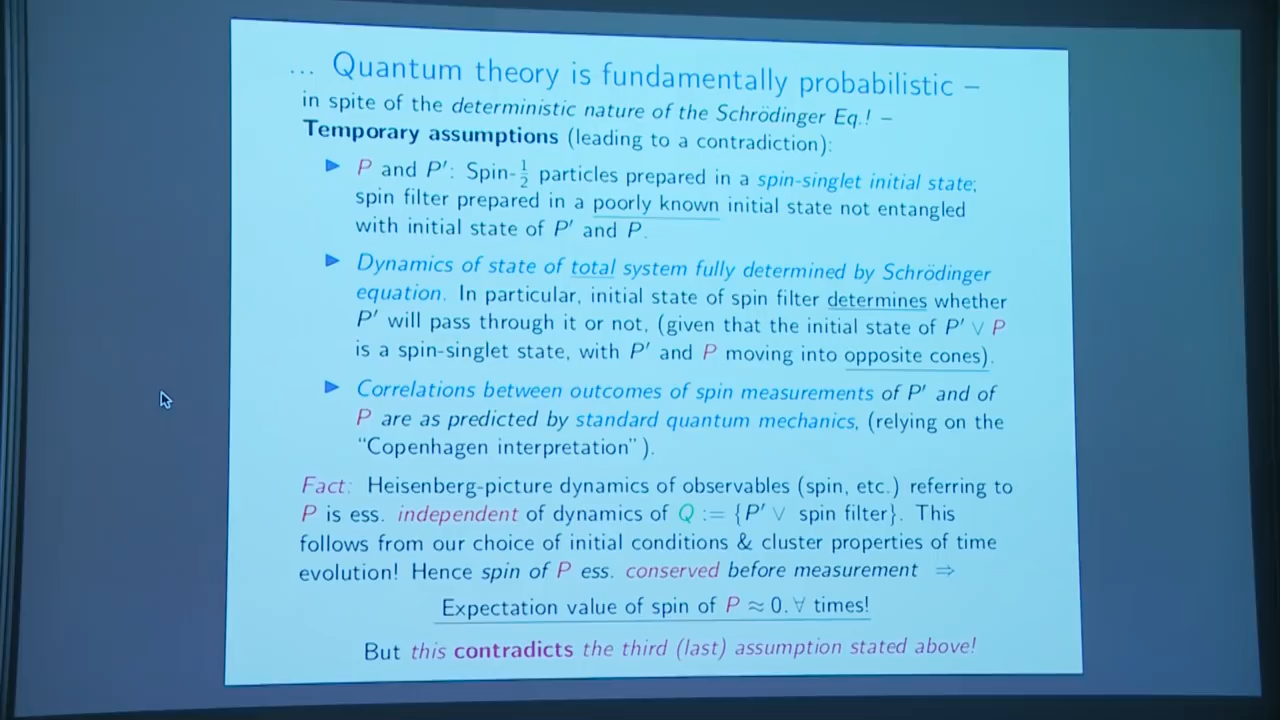 ... Quantum theory is fundamentally probabilistic –
in spite of the deterministic nature of the Schrödinger Eq.! –
Temporary assumptions (leading to a contradiction):
▶ P and P′: Spin-½ particles prepared in a spin-singlet initial state;
spin filter prepared in a poorly known initial state not entangled
with initial state of P′ and P.
▶ Dynamics of state of total system fully determined by Schrödinger
equation. In particular, initial state of spin filter determines whether
P′ will pass through it or not, (given that the initial state of P′ ∨ P
is a spin-singlet state, with P′ and P moving into opposite cones).
▶ Correlations between outcomes of spin measurements of P′ and of
P are as predicted by standard quantum mechanics, (relying on the
“Copenhagen interpretation”).
Fact: Heisenberg-picture dynamics of observables (spin, etc.) referring to
P is ess. independent of dynamics of Q := {P′ ∨ spin filter}. This
follows from our choice of initial conditions & cluster properties of time
evolution! Hence spin of P ess. conserved before measurement ⇒
Expectation value of spin of P ≈ 0. ∀ times!
But this contradicts the third (last) assumption stated above!